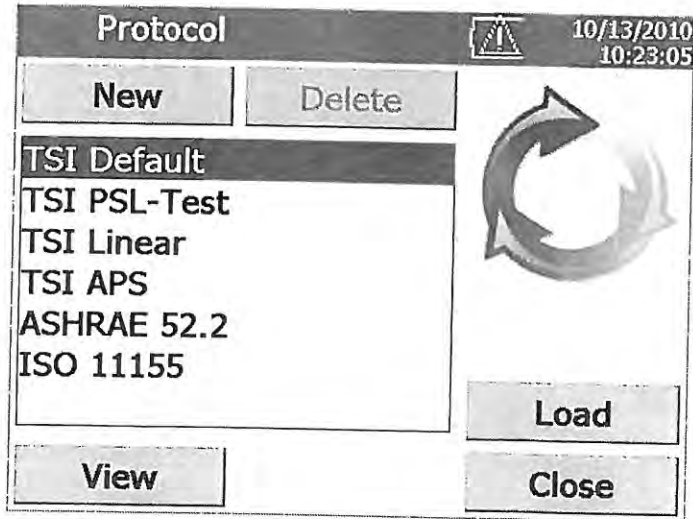 Protocol
10/13/2010
10:23:05
New
Delete
TSI Default
TSI PSL-Test
TSI Linear
TSI APS
ASHRAE 52.2
ISO 11155
Load
View
Close